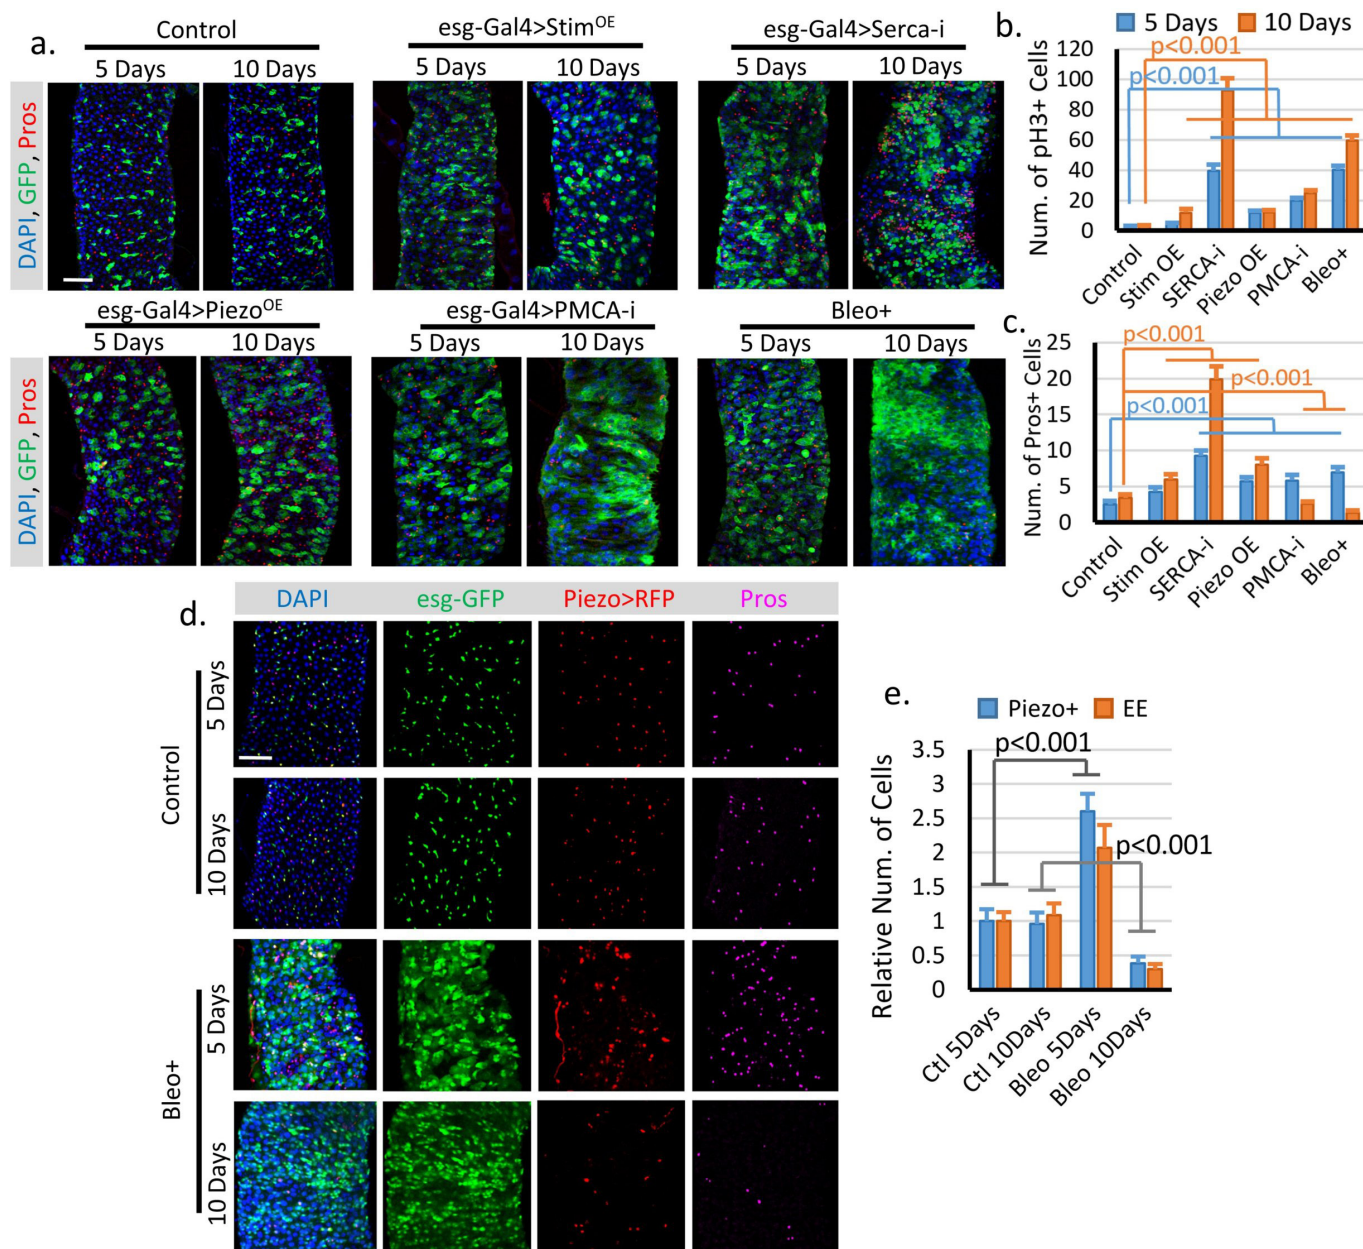 a.
Control
esg-Gal4>Stim^OE
esg-Gal4>Serca-i
5 Days
10 Days
5 Days
10 Days
5 Days
10 Days
DAPI, GFP, Pros
esg-Gal4>Piezo^OE
esg-Gal4>PMCA-i
Bleo+
5 Days
10 Days
5 Days
10 Days
5 Days
10 Days
DAPI, GFP, Pros
b.
5 Days
10 Days
Num. of pH3+ Cells
120
100
80
60
40
20
0
p<0.001
p<0.001
Control
Stim OE
SERCA-i
Piezo OE
PMCA-i
Bleo+
c.
Num. of Pros+ Cells
25
20
15
10
5
0
p<0.001
p<0.001
p<0.001
Control
Stim OE
SERCA-i
Piezo OE
PMCA-i
Bleo+
d.
DAPI
esg-GFP
Piezo>RFP
Pros
Control
5 Days
10 Days
Bleo+
5 Days
10 Days
e.
Piezo+
EE
Relative Num. of Cells
3.5
3
2.5
2
1.5
1
0.5
0
p<0.001
p<0.001
Ctl 5Days
Ctl 10Days
Bleo 5Days
Bleo 10Days